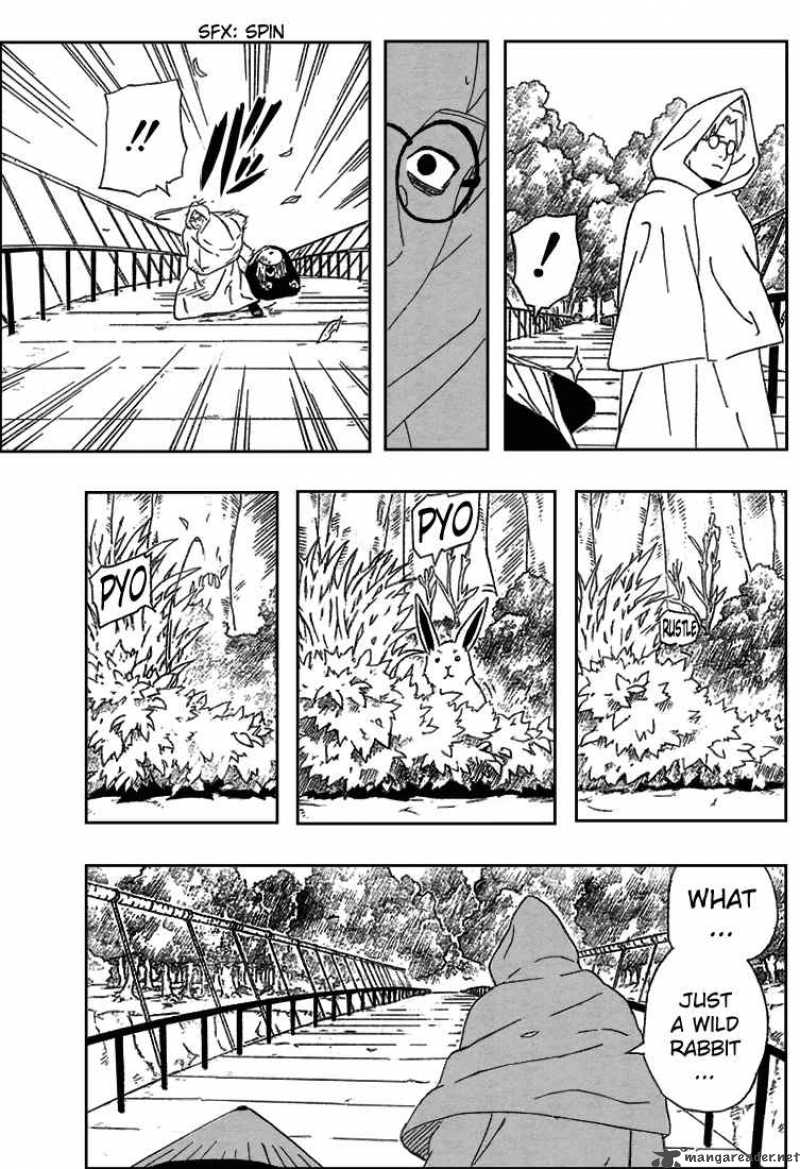 SFX: SPIN
!
!!
RUSTLE
PYO
PYO
WHAT
...
JUST
A WILD
RABBIT
...
mangareader.net